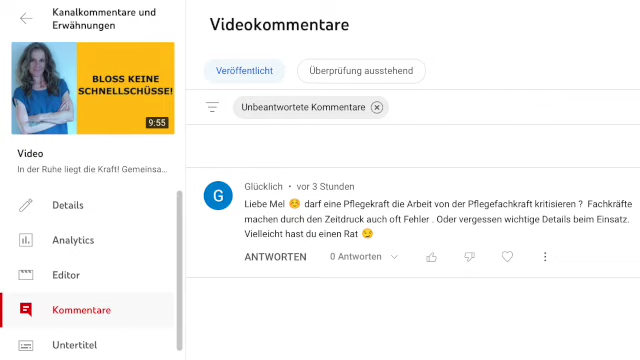 Kanalkommentare und
Erwähnungen
BLOSS KEINE
SCHNELLSCHÜSSE!
9:55
Video
In der Ruhe liegt die Kraft! Gemeinsa...
Details
Analytics
Editor
Kommentare
Untertitel
Videokommentare
Veröffentlicht
Überprüfung ausstehend
Unbeantwortete Kommentare
G
Glücklich • vor 3 Stunden
Liebe Mel ☺️ darf eine Pflegekraft die Arbeit von der Pflegefachkraft kritisieren ? Fachkräfte
machen durch den Zeitdruck auch oft Fehler . Oder vergessen wichtige Details beim Einsatz.
Vielleicht hast du einen Rat 😏
ANTWORTEN 0 Antworten